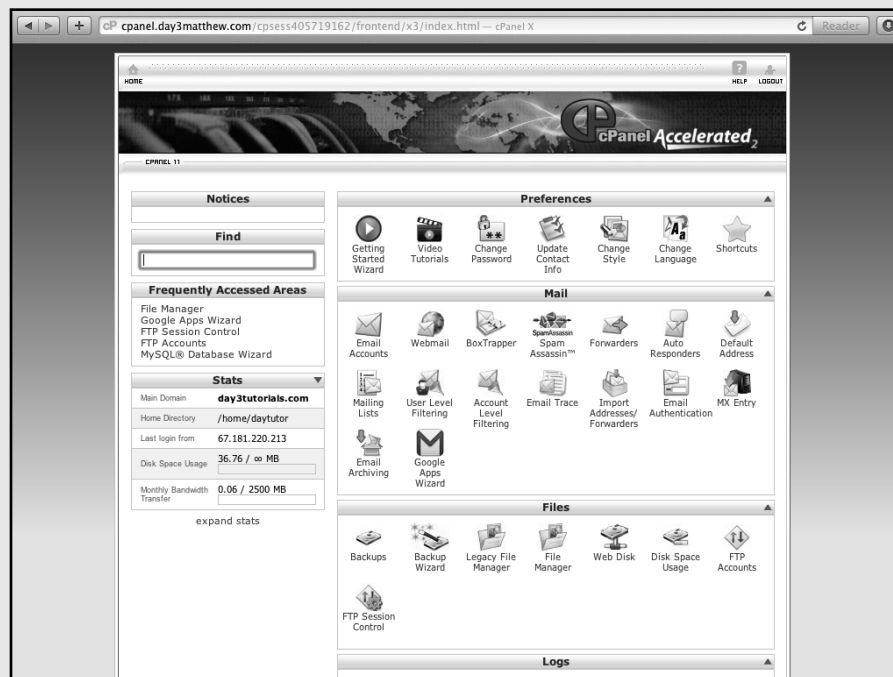 cP cpanel.day3matthew.com/cpsess405719162/frontend/x3/index.html — cPanel X
Reader
HOME
HELP LOGOUT
cP
cPanel Accelerated2
CPANEL 11
Notices
Find
Frequently Accessed Areas
File Manager
Google Apps Wizard
FTP Session Control
FTP Accounts
MySQL® Database Wizard
Stats
Main Domain day3tutorials.com
Home Directory /home/daytutor
Last login from 67.181.220.213
Disk Space Usage 36.76 / ∞ MB
Monthly Bandwidth 0.06 / 2500 MB
Transfer
expand stats
Preferences
Getting Started Wizard
Video Tutorials
Change Password
Update Contact Info
Change Style
Change Language
Shortcuts
Mail
Email Accounts
Webmail
BoxTrapper
SpamAssassin
Spam Assassin™
Forwarders
Auto Responders
Default Address
Mailing Lists
User Level Filtering
Account Level Filtering
Email Trace
Import Addresses/ Forwarders
Email Authentication
MX Entry
Email Archiving
Google Apps Wizard
Files
Backups
Backup Wizard
Legacy File Manager
File Manager
Web Disk
Disk Space Usage
FTP Accounts
FTP Session Control
Logs